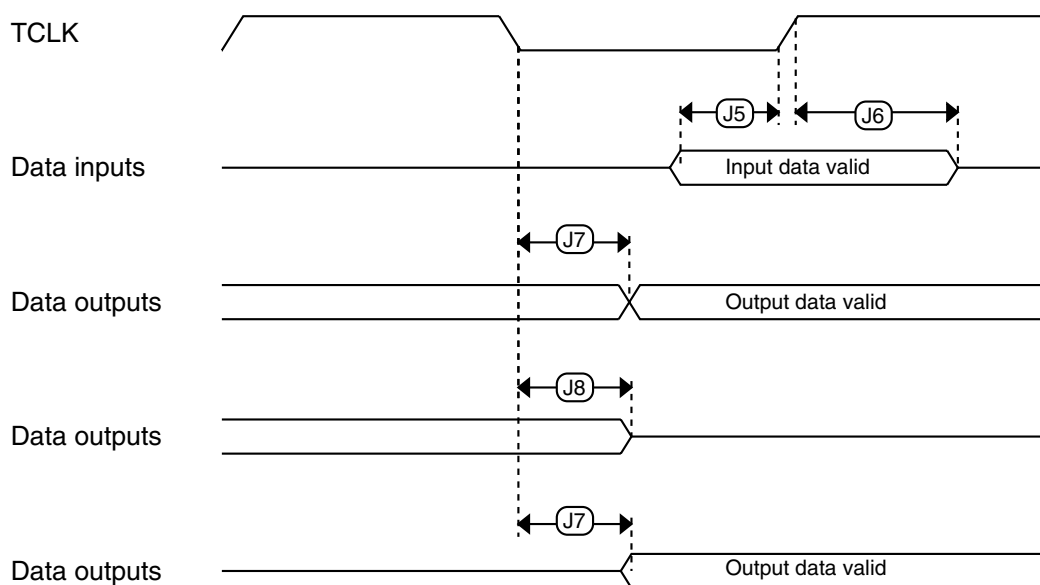 TCLK
J5
J6
Data inputs
Input data valid
J7
Data outputs
Output data valid
J8
Data outputs
J7
Data outputs
Output data valid